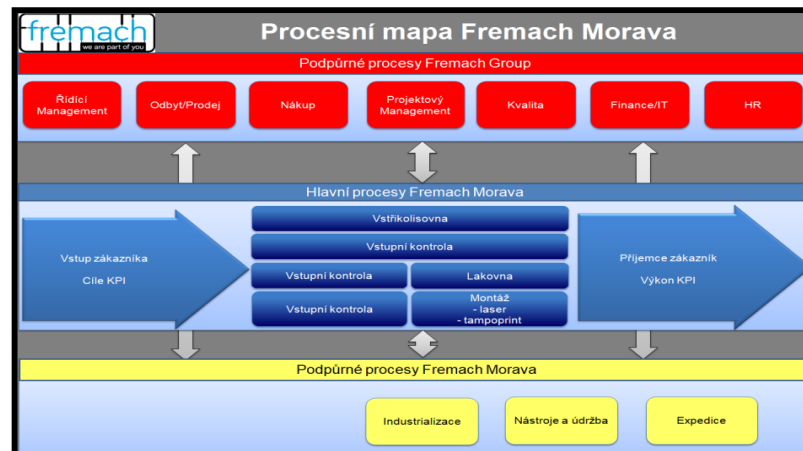 fremach
we are part of you
Procesní mapa Fremach Morava
Podpůrné procesy Fremach Group
Řídící
Management
Odbyt/Prodej
Nákup
Projektový
Management
Kvalita
Finance/IT
HR
Hlavní procesy Fremach Morava
Vstup zákazníka
Cíle KPI
Vstřikolisovna
Vstupní kontrola
Vstupní kontrola
Lakovna
Vstupní kontrola
Montáž
- laser
- tampoprint
Příjemce zákazník
Výkon KPI
Podpůrné procesy Fremach Morava
Industrializace
Nástroje a údržba
Expedice